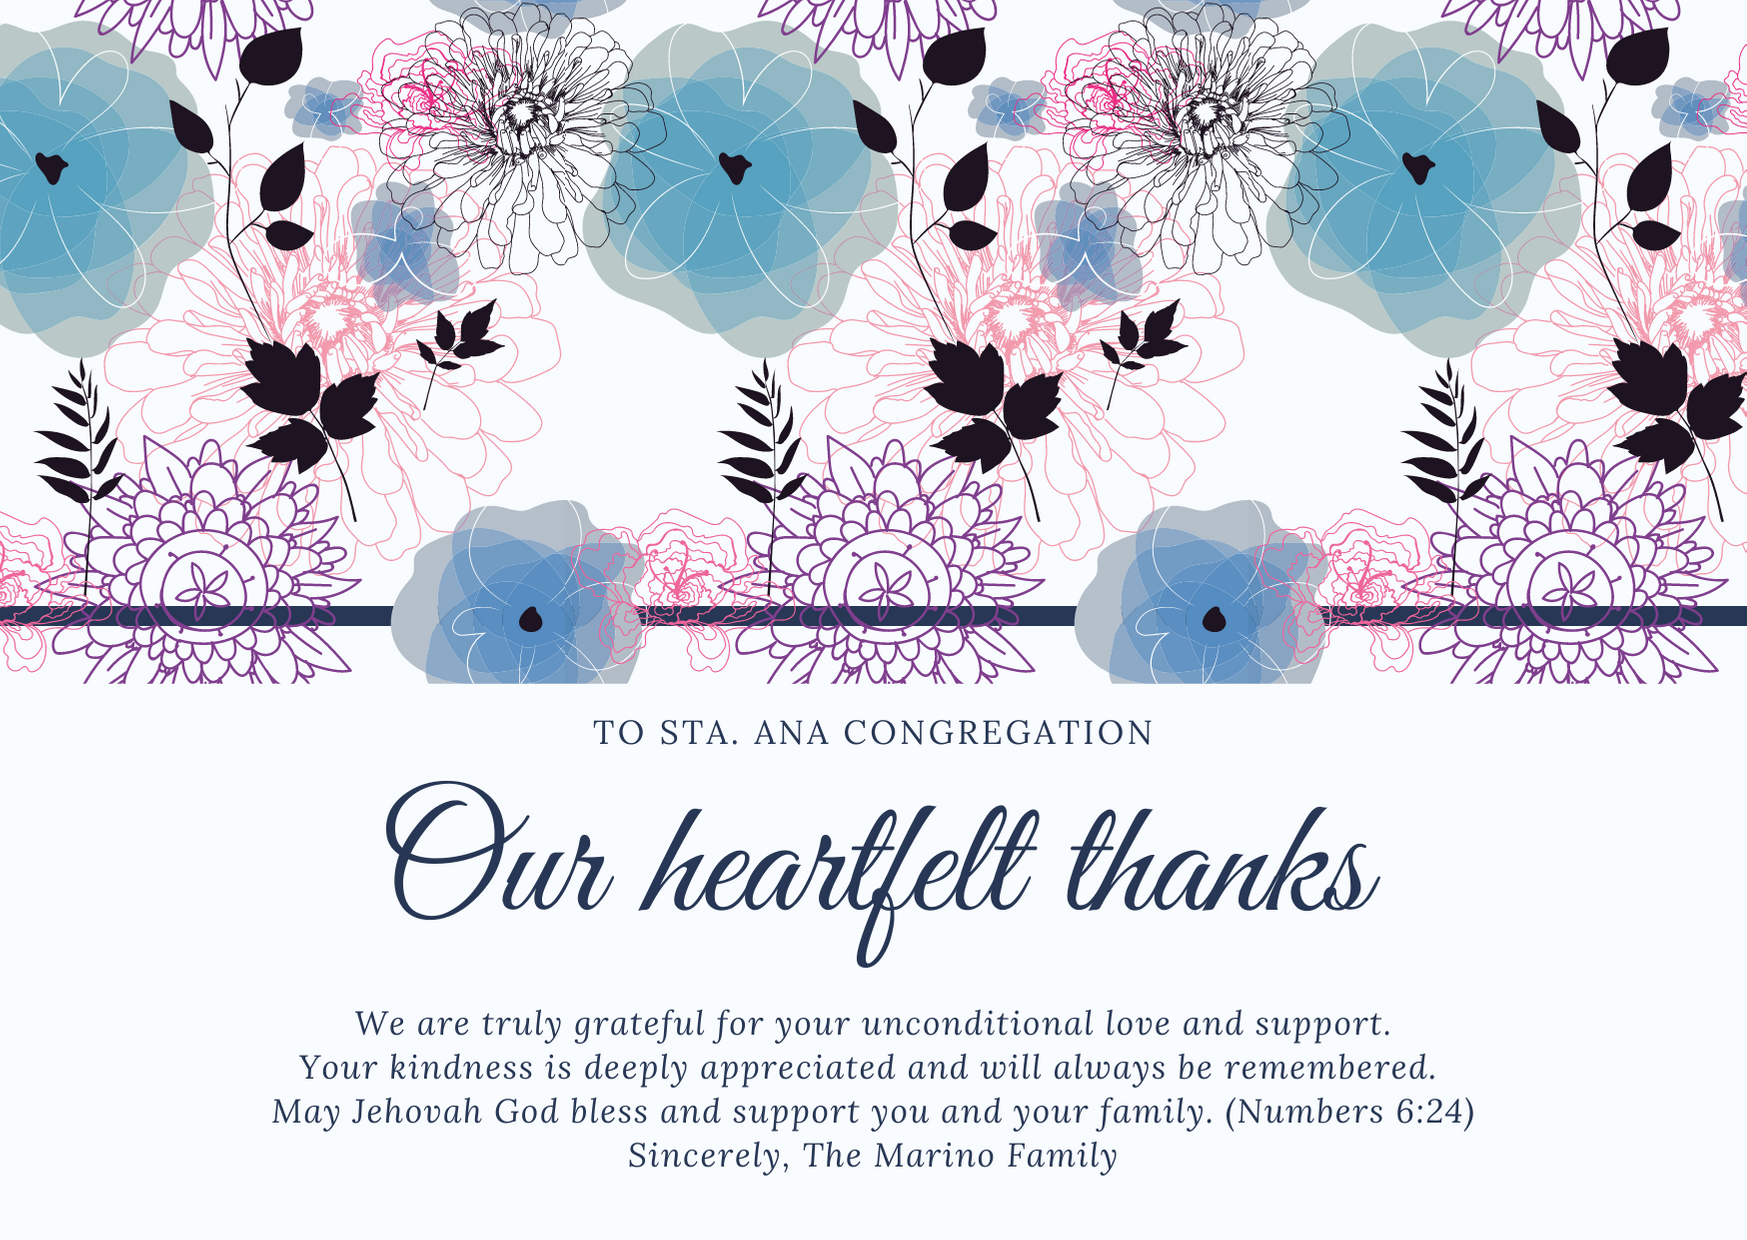 TO STA. ANA CONGREGATION
Our heartfelt thanks
We are truly grateful for your unconditional love and support.
Your kindness is deeply appreciated and will always be remembered.
May Jehovah God bless and support you and your family. (Numbers 6:24)
Sincerely, The Marino Family